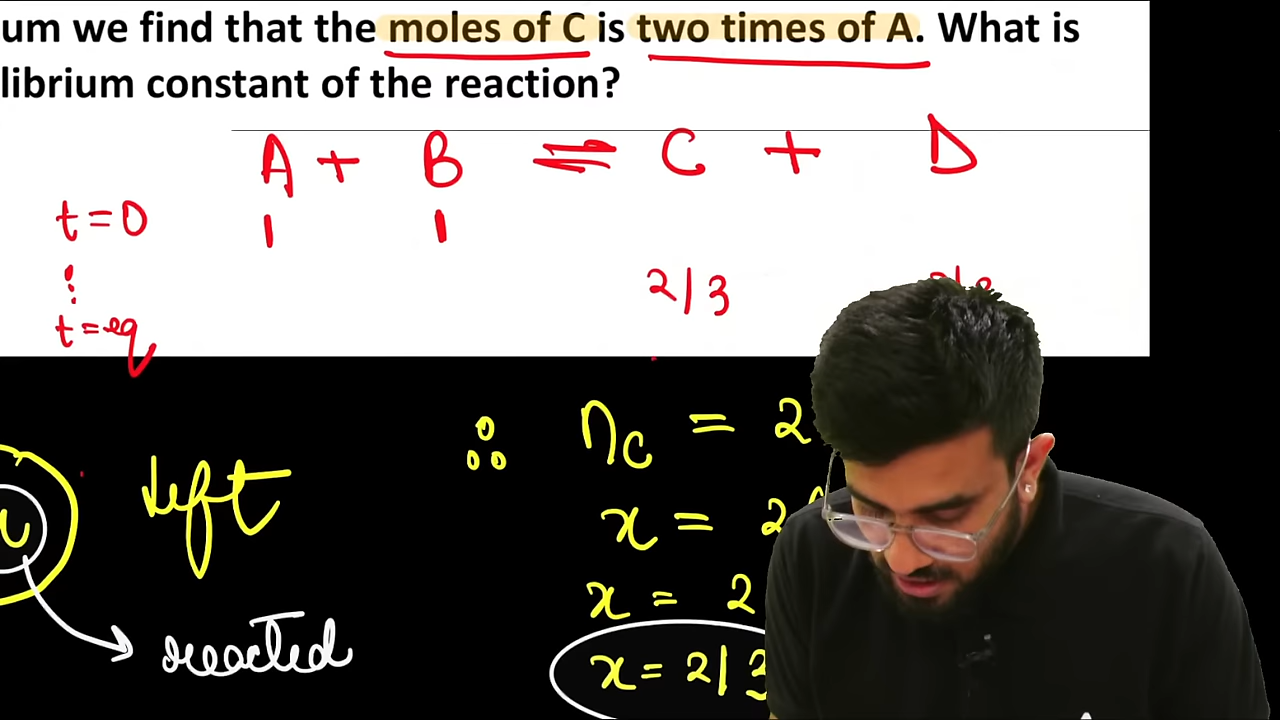 um we find that the moles of C is two times of A. What is
librium constant of the reaction?
A + B ⇌ C + D
t = 0 1 1
t = eq 2/3
left
reacted
∴ nC = 2
x = 2
x = 2
x = 2/3